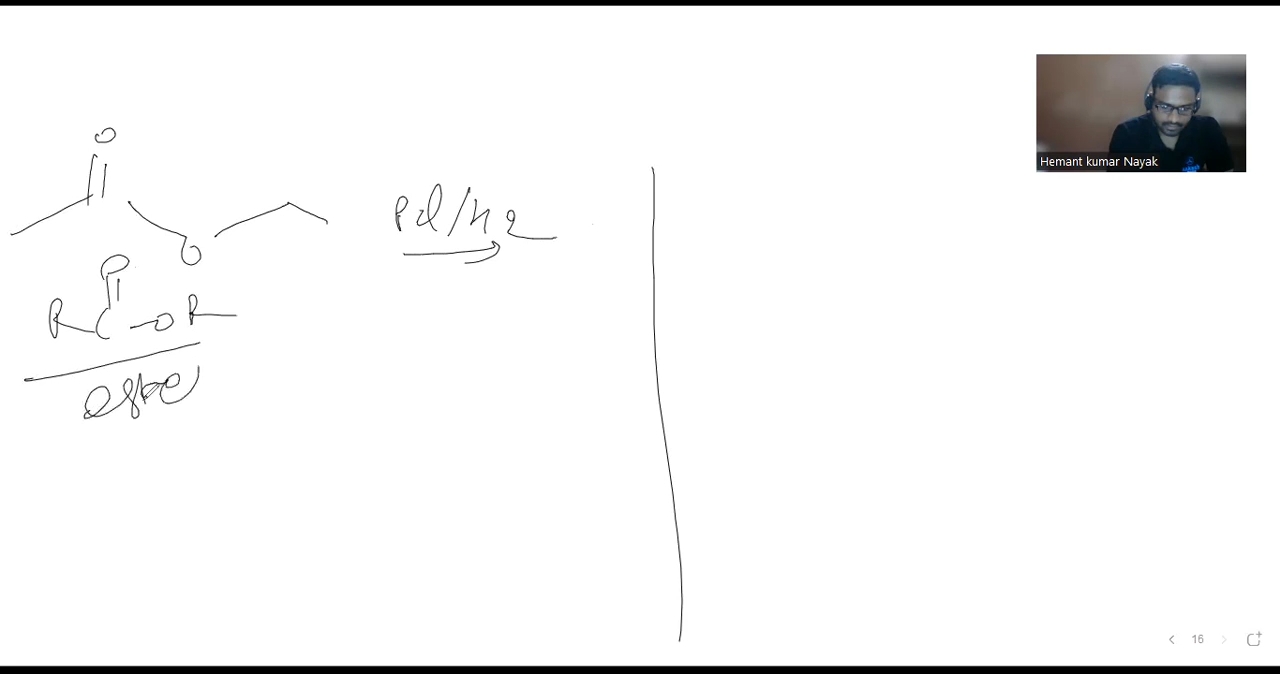 O
O
Pd/H2
O
R C-OR
ester
Hemant kumar Nayak
16